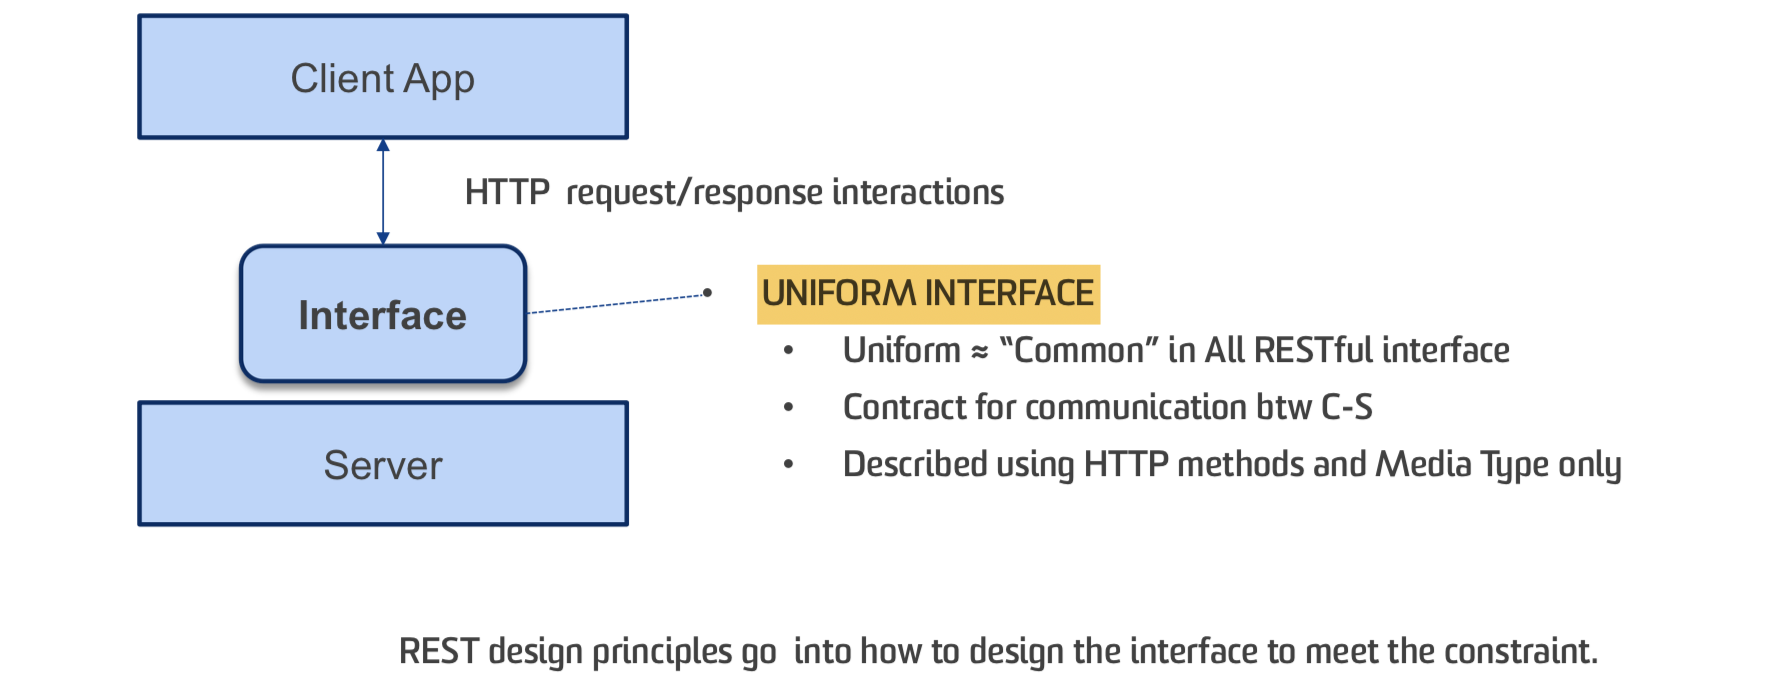 Client App
HTTP request/response interactions
Interface
• UNIFORM INTERFACE
• Uniform ≈ “Common” in All RESTful interface
• Contract for communication btw C-S
• Described using HTTP methods and Media Type only
Server
REST design principles go into how to design the interface to meet the constraint.